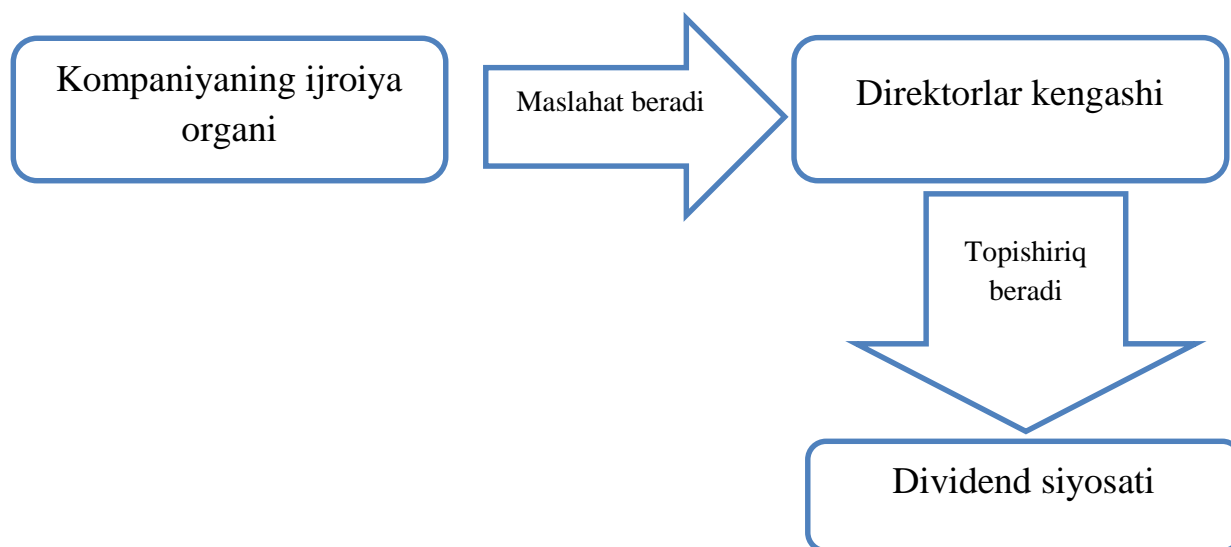 Kompaniyaning ijroiya
organi
Maslahat beradi
Direktorlar kengashi
Topishiriq
beradi
Dividend siyosati